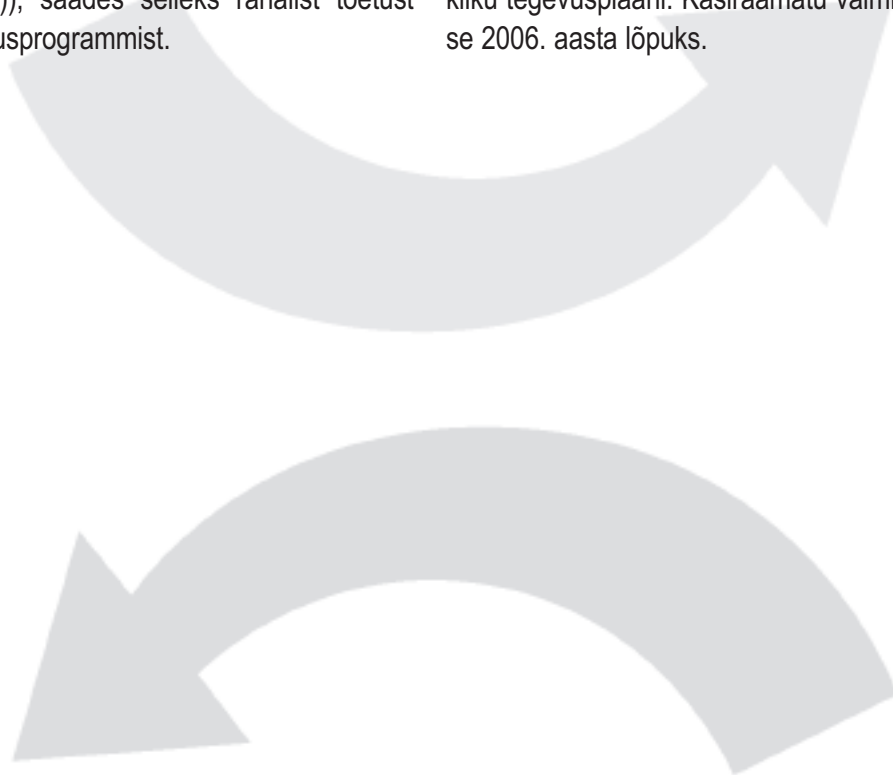 saades selleks rahalist toetust
usprogrammist.
kliku tegevusplaani. Käsiraamatu
se 2006. aasta lõpuks.